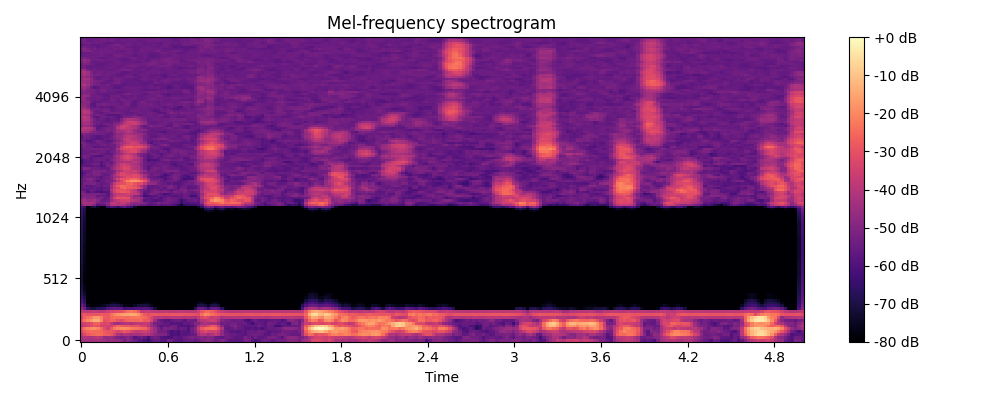 Mel-frequency spectrogram
+0 dB
-10 dB
-20 dB
-30 dB
-40 dB
-50 dB
-60 dB
-70 dB
-80 dB
Hz
4096
2048
1024
512
0
0 0.6 1.2 1.8 2.4 3 3.6 4.2 4.8
Time